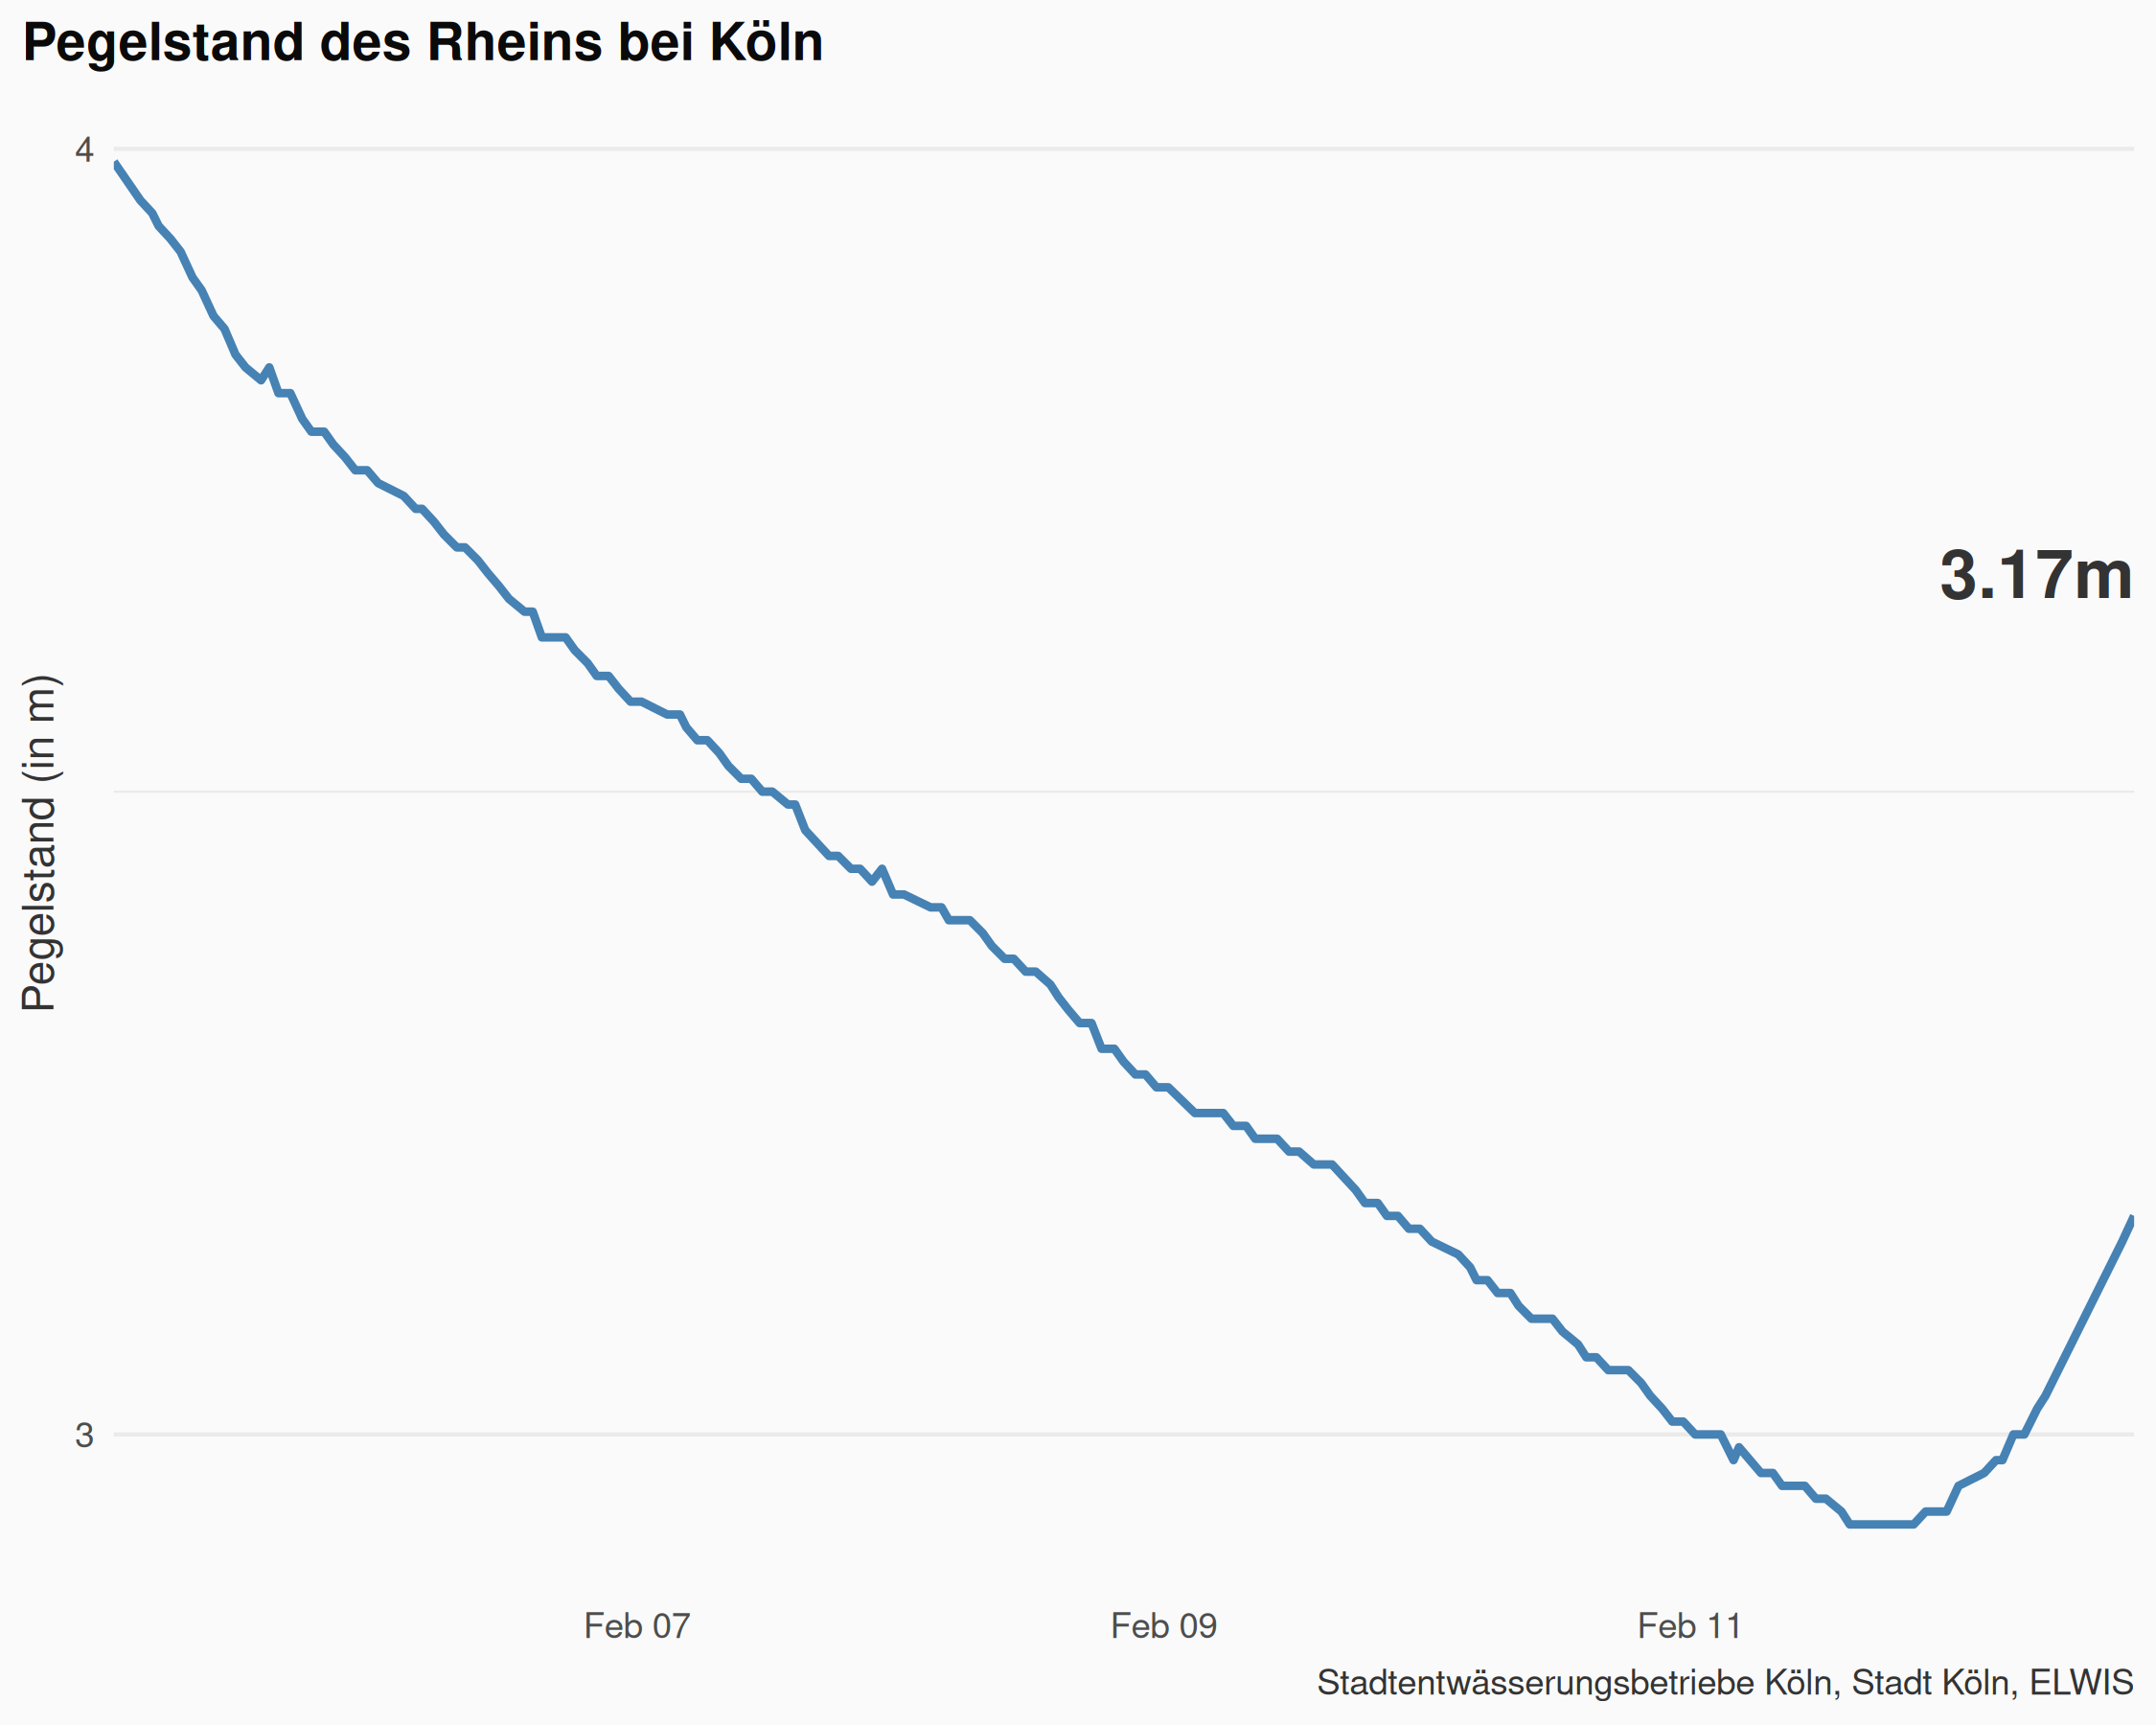 Pegelstand des Rheins bei Köln
4
3.17m
Pegelstand (in m)
3
Feb 07
Feb 09
Feb 11
Stadtentwässerungsbetriebe Köln, Stadt Köln, ELWIS